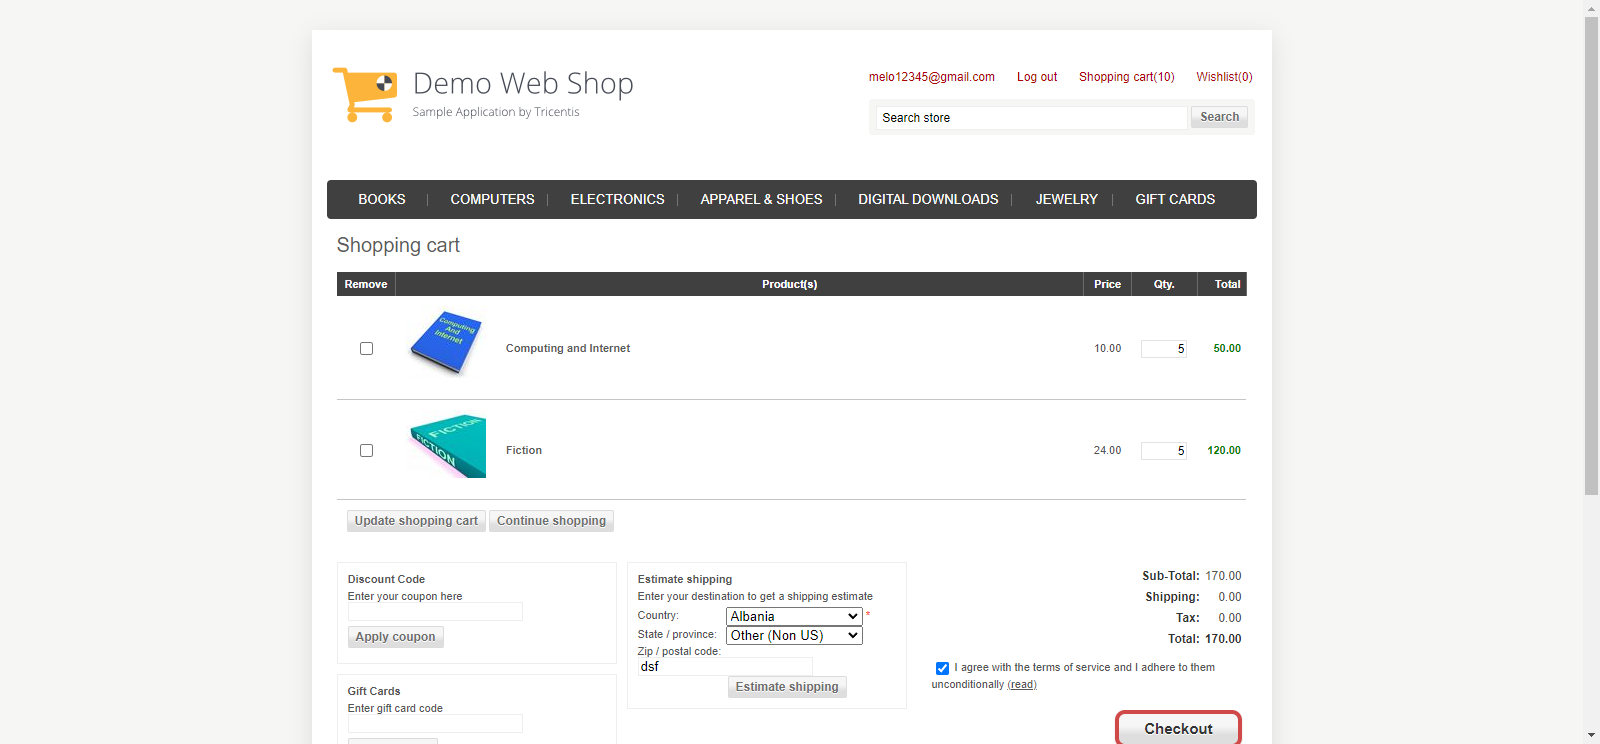 Demo Web Shop
Sample Application by Tricentis
melo12345@gmail.com Log out Shopping cart(10) Wishlist(0)
Search store Search
BOOKS COMPUTERS ELECTRONICS APPAREL & SHOES DIGITAL DOWNLOADS JEWELRY GIFT CARDS
Shopping cart
Remove Product(s) Price Qty. Total
Computing And Internet
Computing and Internet 10.00 5 50.00
FICTION
FICTION
Fiction 24.00 5 120.00
Update shopping cart Continue shopping
Discount Code
Enter your coupon here
Apply coupon
Gift Cards
Enter gift card code
Estimate shipping
Enter your destination to get a shipping estimate
Country: Albania *
State / province: Other (Non US)
Zip / postal code:
dsf
Estimate shipping
Sub-Total: 170.00
Shipping: 0.00
Tax: 0.00
Total: 170.00
I agree with the terms of service and I adhere to them
unconditionally (read)
Checkout